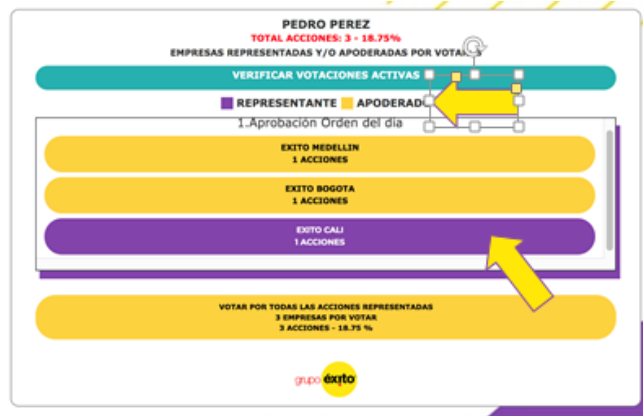 PEDRO PEREZ
TOTAL ACCIONES: 3 - 18.75%
EMPRESAS REPRESENTADAS Y/O APODERADAS POR
VERIFICAR VOTACIONES ACTIVAS
REPRESENTANTE APODERADO
1.Aprobación Orden del día
EXITO MEDELLIN
1 ACCIONES
EXITO BOGOTA
1 ACCIONES
EXITO CALI
1 ACCIONES
VOTAR POR TODAS LAS ACCIONES REPRESENTADAS
3 EMPRESAS POR VOTAR
3 ACCIONES - 18.75 %
grupo éxito